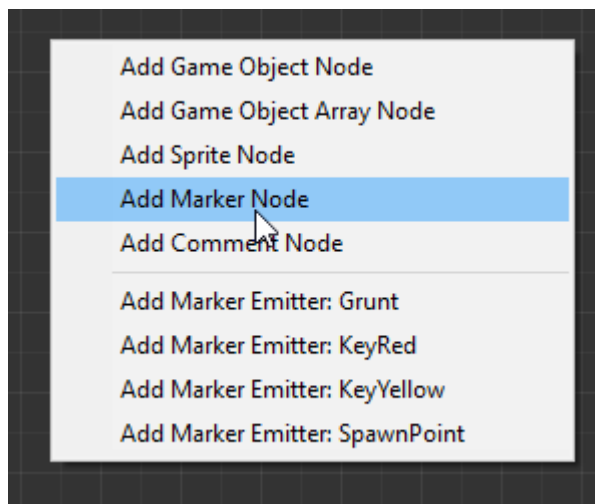 Add Game Object Node
Add Game Object Array Node
Add Sprite Node
Add Marker Node
Add Comment Node
Add Marker Emitter: Grunt
Add Marker Emitter: KeyRed
Add Marker Emitter: KeyYellow
Add Marker Emitter: SpawnPoint